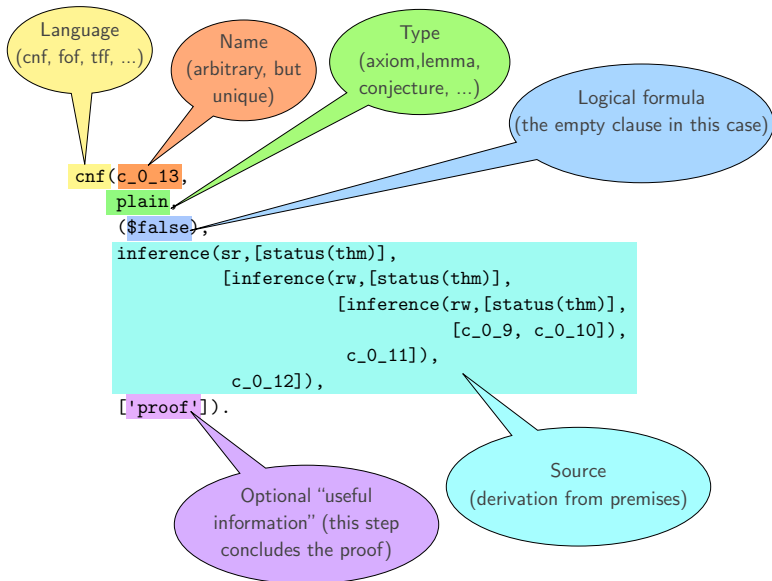 Language
(cnf, fof, tff, ...)
Name
(arbitrary, but
unique)
Type
(axiom,lemma,
conjecture, ...)
Logical formula
(the empty clause in this case)
cnf(c_0_13,
plain,
($false),
inference(sr,[status(thm)],
[inference(rw,[status(thm)],
[inference(rw,[status(thm)],
[c_0_9, c_0_10]),
c_0_11]),
c_0_12]),
['proof']).
Source
(derivation from premises)
Optional “useful
information” (this step
concludes the proof)